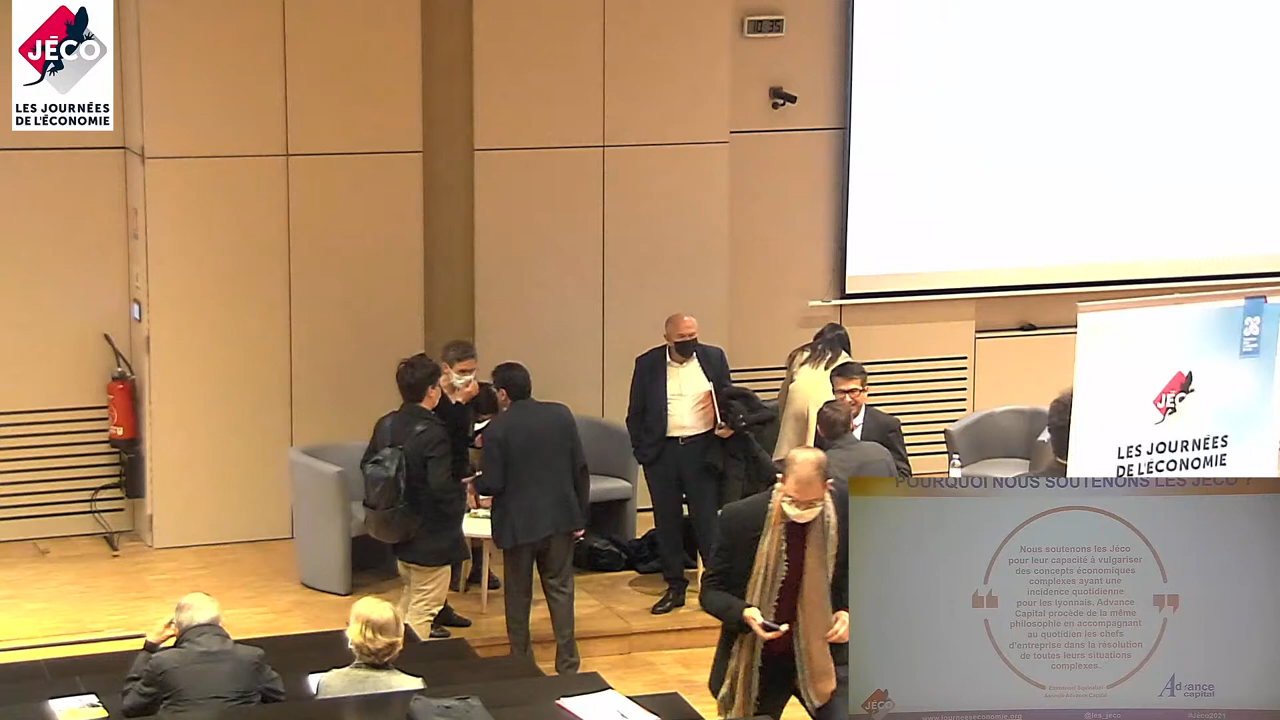 JÉCO
LES JOURNÉES
DE L'ÉCONOMIE
10:35
JÉCO
LES JOURNÉES
DE L'ÉCONOMIE
POURQUOI NOUS SOUTENONS LES JÉCO ?
Nous soutenons les Jéco
pour leur capacité à vulgariser
des concepts économiques
complexes ayant une
incidence quotidienne
pour les lyonnais. Advance
Capital procède de la même
philosophie en accompagnant
au quotidien les chefs
d'entreprise dans la résolution
de toutes leurs situations
complexes.
Advance
capital
JÉCO
www.journeeseconomie.org
@les_jeco
#Jéco2021